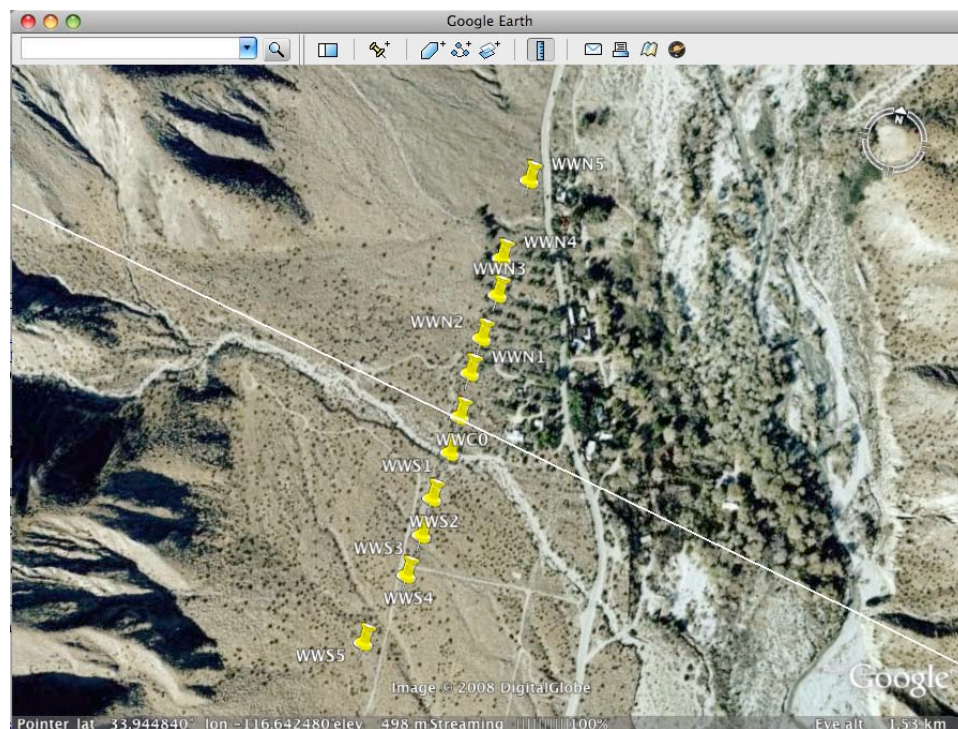 Google Earth
N
WWN5
WWN4
WWN3
WWN2
WWN1
WWC0
WWS1
WWS2
WWS3
WWS4
WWS5
Image © 2008 DigitalGlobe
Google
Pointer lat 33.944840° lon -116.642480 elev 498 m Streaming 100% Eye alt 1.53 km